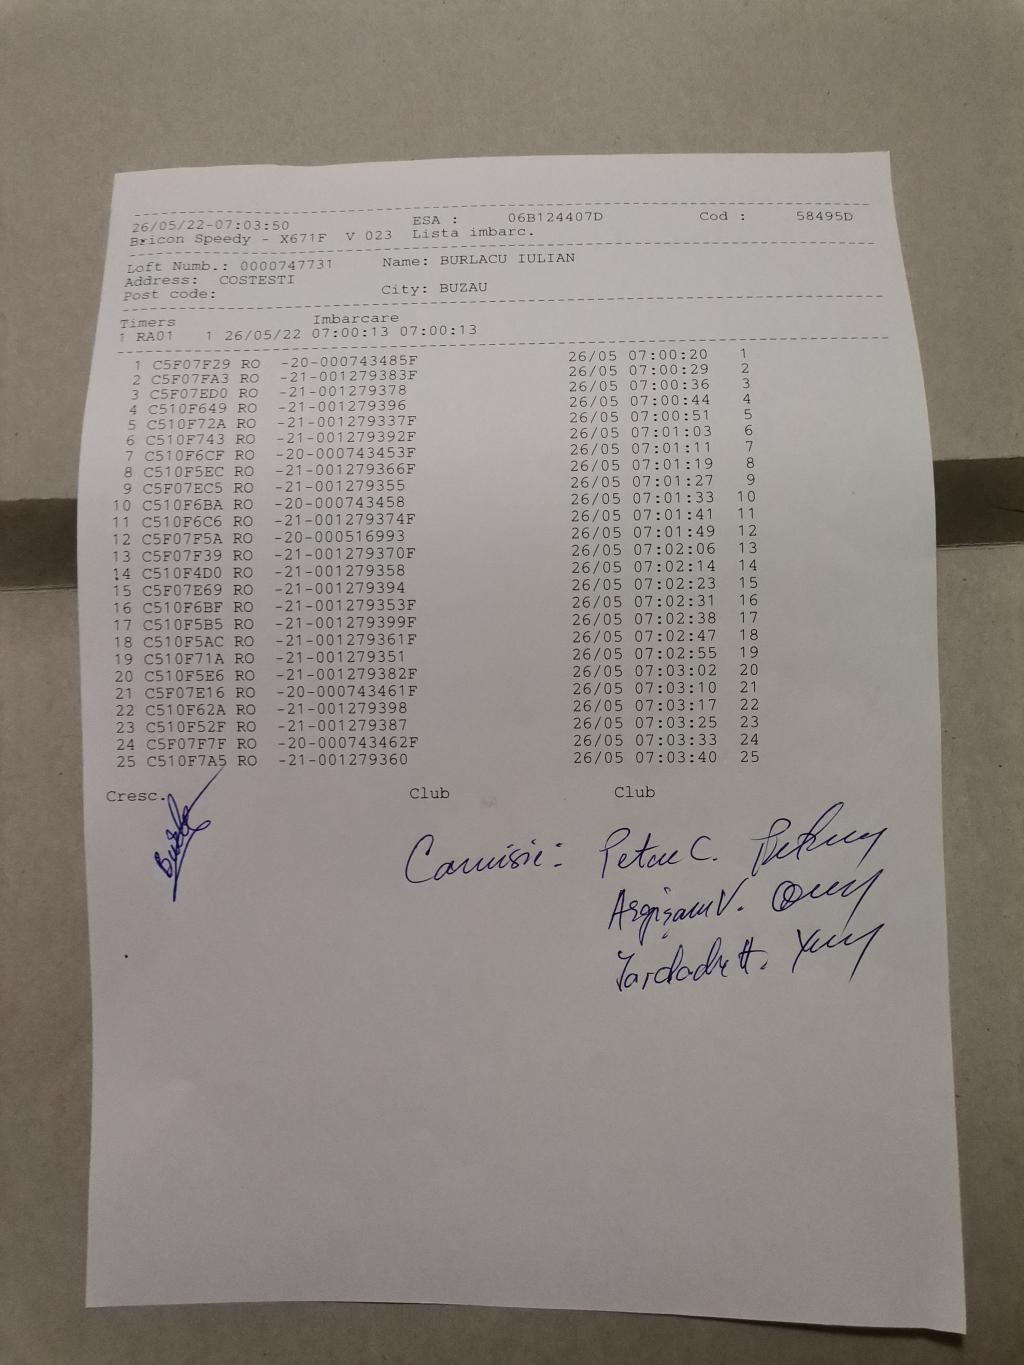 26/05/22-07:03:50 ESA : 06B124407D Cod : 58495D
Bricon Speedy - X671F V 023 Lista imbarc.
Loft Numb.: 0000747731 Name: BURLACU IULIAN
Address: COSTESTI
Post code: City: BUZAU
Timers Imbarcare
1 RA01 1 26/05/22 07:00:13 07:00:13
1 C5F07F29 RO -20-000743485F 26/05 07:00:20 1
2 C5F07FA3 RO -21-001279383F 26/05 07:00:29 2
3 C5F07ED0 RO -21-001279378 26/05 07:00:36 3
4 C510F649 RO -21-001279396 26/05 07:00:44 4
5 C510F72A RO -21-001279337F 26/05 07:00:51 5
6 C510F743 RO -21-001279392F 26/05 07:01:03 6
7 C510F6CF RO -20-000743453F 26/05 07:01:11 7
8 C510F5EC RO -21-001279366F 26/05 07:01:19 8
9 C5F07EC5 RO -21-001279355 26/05 07:01:27 9
10 C510F6BA RO -20-000743458 26/05 07:01:33 10
11 C510F6C6 RO -21-001279374F 26/05 07:01:41 11
12 C5F07F5A RO -20-000516993 26/05 07:01:49 12
13 C5F07F39 RO -21-001279370F 26/05 07:02:06 13
14 C510F4D0 RO -21-001279358 26/05 07:02:14 14
15 C5F07E69 RO -21-001279394 26/05 07:02:23 15
16 C510F6BF RO -21-001279353F 26/05 07:02:31 16
17 C510F5B5 RO -21-001279399F 26/05 07:02:38 17
18 C510F5AC RO -21-001279361F 26/05 07:02:47 18
19 C510F71A RO -21-001279351 26/05 07:02:55 19
20 C510F5E6 RO -21-001279382F 26/05 07:03:02 20
21 C5F07E16 RO -20-000743461F 26/05 07:03:10 21
22 C510F62A RO -21-001279398 26/05 07:03:17 22
23 C510F52F RO -21-001279387 26/05 07:03:25 23
24 C5F07F7F RO -20-000743462F 26/05 07:03:33 24
25 C510F7A5 RO -21-001279360 26/05 07:03:40 25
Cresc. Club Club
Comisie: C.
V.